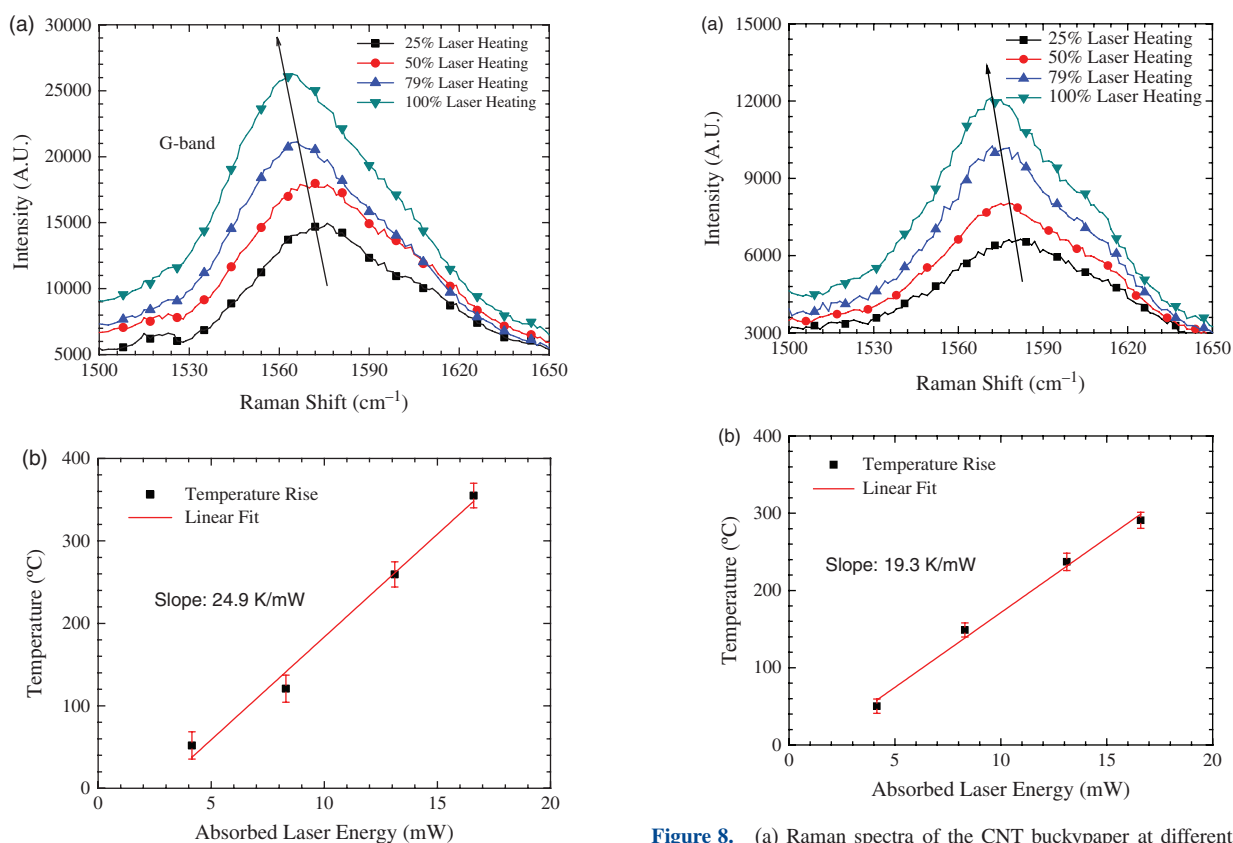 (a)
30000
25000
20000
15000
10000
5000
Intensity (A.U.)
25% Laser Heating
50% Laser Heating
79% Laser Heating
100% Laser Heating
G-band
1500 1530 1560 1590 1620 1650
Raman Shift (cm⁻¹)
(b)
400
300
200
100
0
Temperature (ºC)
Temperature Rise
Linear Fit
Slope: 24.9 K/mW
0 5 10 15 20
Absorbed Laser Energy (mW)
(a)
15000
12000
9000
6000
3000
Intensity (A.U.)
25% Laser Heating
50% Laser Heating
79% Laser Heating
100% Laser Heating
1500 1530 1560 1590 1620 1650
Raman Shift (cm⁻¹)
(b)
400
300
200
100
0
Temperature (ºC)
Temperature Rise
Linear Fit
Slope: 19.3 K/mW
0 5 10 15 20
Absorbed Laser Energy (mW)
Figure 8. (a) Raman spectra of the CNT buckypaper at different